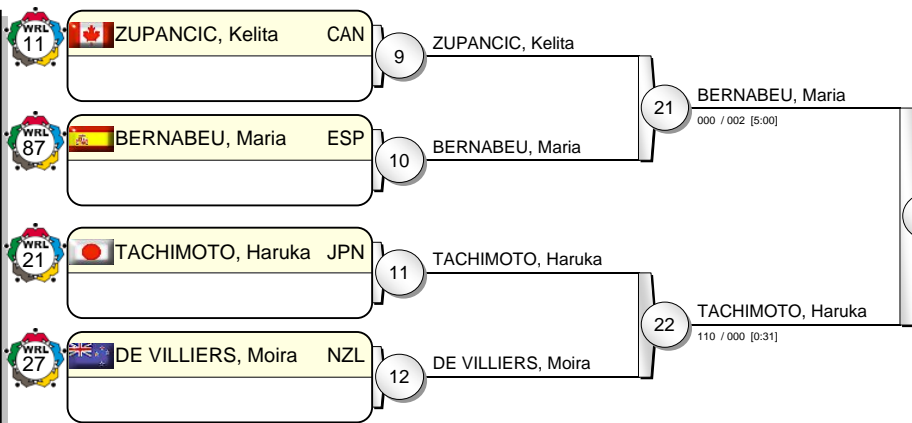 WRL
11
ZUPANCIC, Kelita CAN
9
ZUPANCIC, Kelita
21
BERNABEU, Maria
000 / 002 [5:00]
WRL
87
BERNABEU, Maria ESP
10
BERNABEU, Maria
WRL
21
TACHIMOTO, Haruka JPN
11
TACHIMOTO, Haruka
22
TACHIMOTO, Haruka
110 / 000 [0:31]
WRL
27
DE VILLIERS, Moira NZL
12
DE VILLIERS, Moira